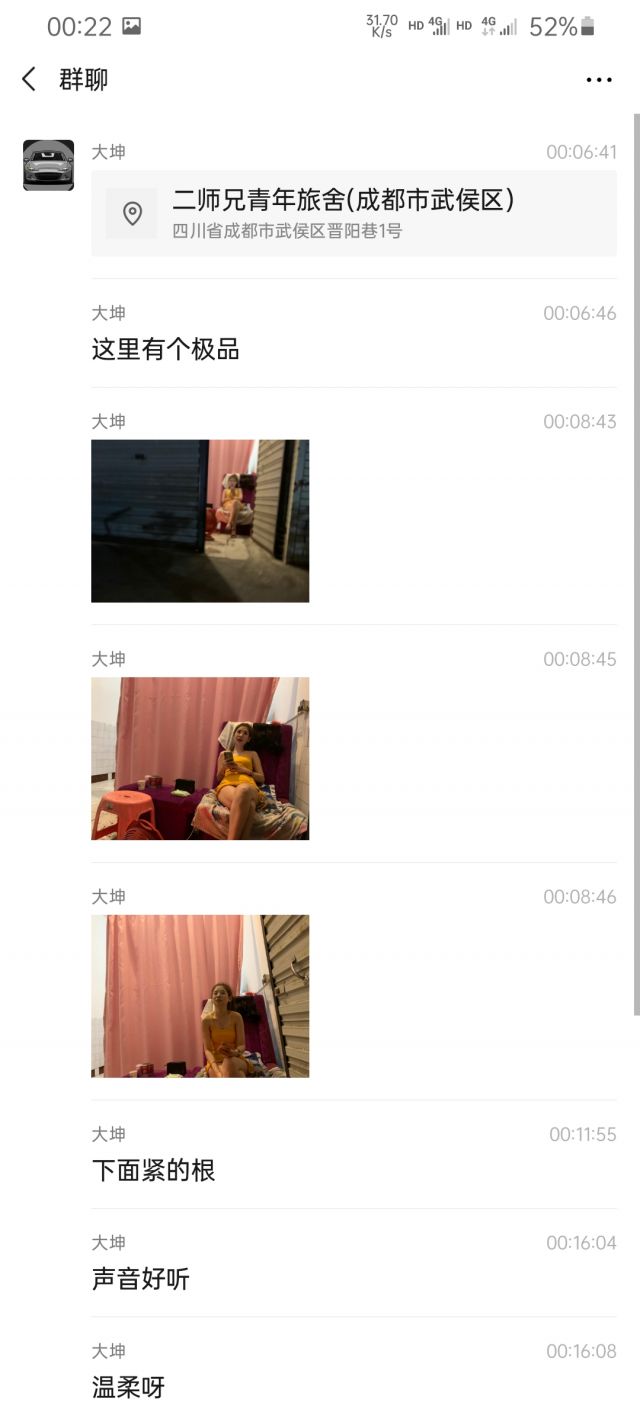 00:22
31.70
K/s
HD 4G HD 4G 52%
群聊
大坤 00:06:41
二师兄青年旅舍(成都市武侯区)
四川省成都市武侯区晋阳巷1号
大坤 00:06:46
这里有个极品
大坤 00:08:43
大坤 00:08:45
大坤 00:08:46
大坤 00:11:55
下面紧的根
大坤 00:16:04
声音好听
大坤 00:16:08
温柔呀